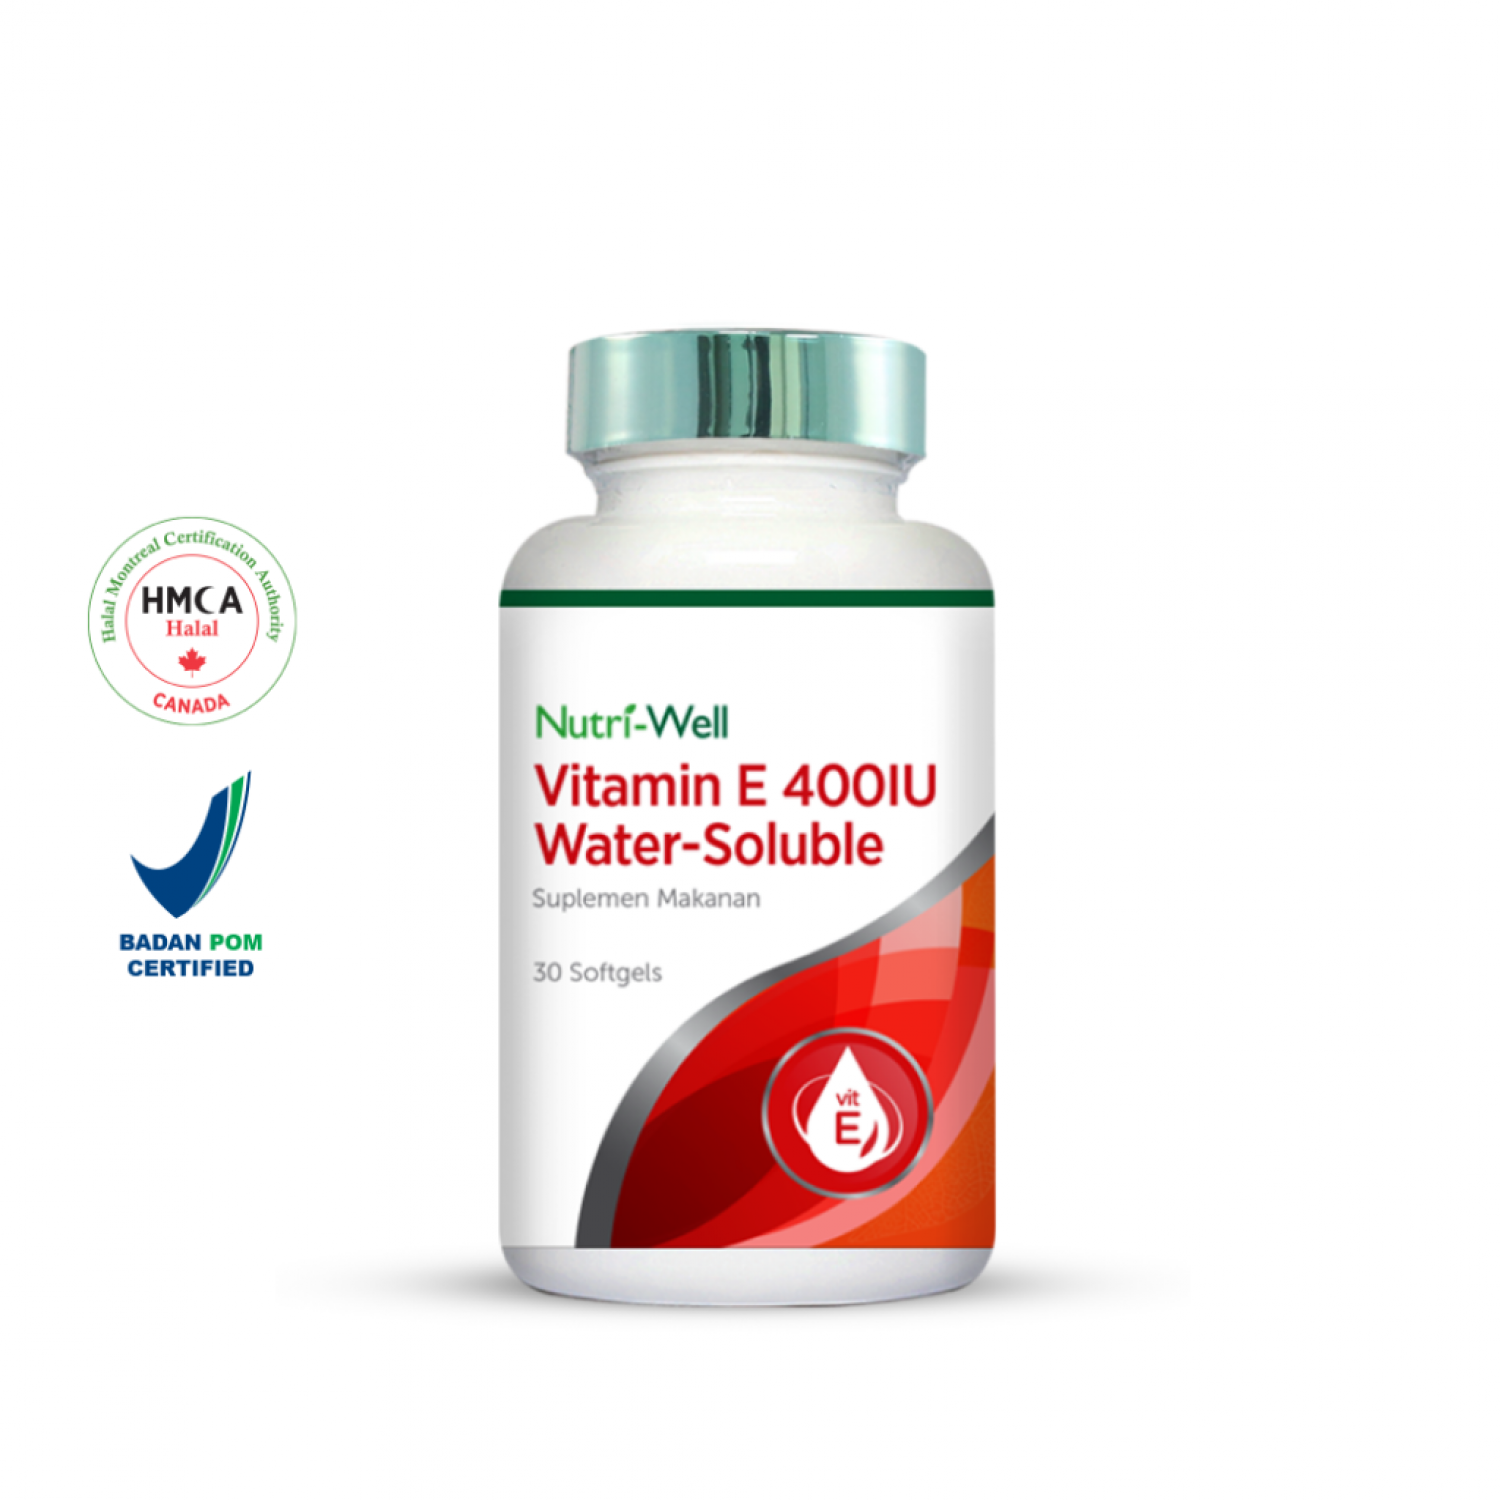 Halal Montreal Certification Authority
HMCA
Halal
CANADA
BADAN POM
CERTIFIED
Nutri-Well
Vitamin E 400IU
Water-Soluble
Suplemen Makanan
30 Softgels
vit
E